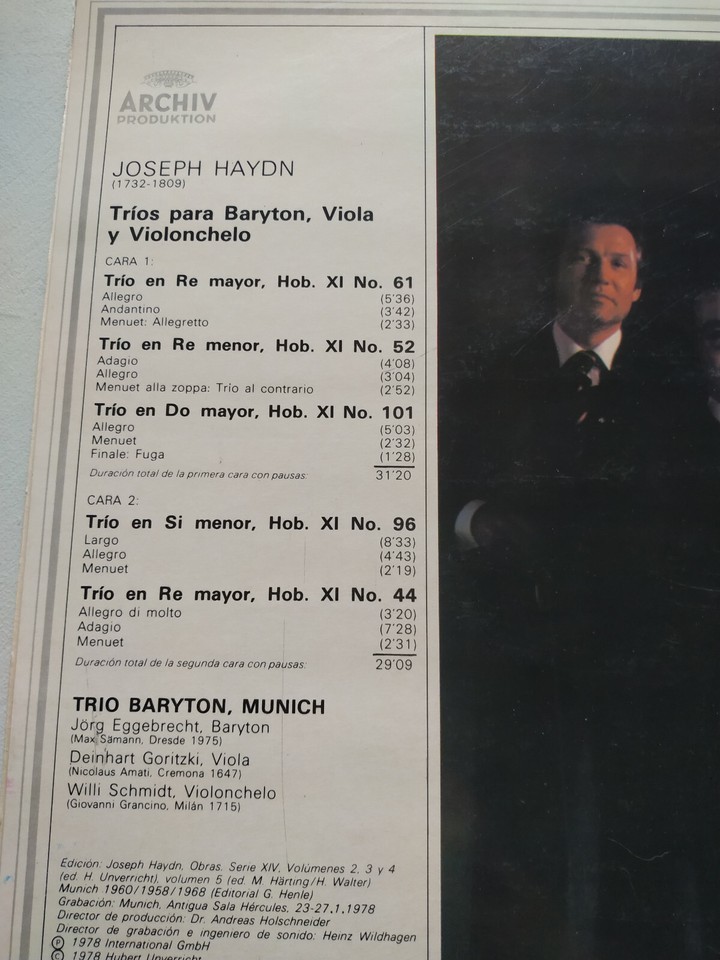 ARCHIV
PRODUKTION
JOSEPH HAYDN
(1732-1809)
Tríos para Baryton, Viola
y Violonchelo
CARA 1:
Trío en Re mayor, Hob. XI No. 61
Allegro (5'36)
Andantino (3'42)
Menuet: Allegretto (2'33)
Trío en Re menor, Hob. XI No. 52
Adagio (4'08)
Allegro (3'04)
Menuet alla zoppa: Trío al contrario (2'52)
Trío en Do mayor, Hob. XI No. 101
Allegro (5'03)
Menuet (2'32)
Finale: Fuga (1'28)
Duración total de la primera cara con pausas: 31'20
CARA 2:
Trío en Si menor, Hob. XI No. 96
Largo (8'33)
Allegro (4'43)
Menuet (2'19)
Trío en Re mayor, Hob. XI No. 44
Allegro di molto (3'20)
Adagio (7'28)
Menuet (2'31)
Duración total de la segunda cara con pausas: 29'09
TRIO BARYTON, MUNICH
Jörg Eggebrecht, Baryton
(Max Sämann, Dresde 1975)
Deinhart Goritzki, Viola
(Nicolaus Amati, Cremona 1647)
Willi Schmidt, Violonchelo
(Giovanni Grancino, Milán 1715)
Edición: Joseph Haydn, Obras. Serie XIV, Volúmenes 2, 3 y 4
(ed. H. Unverricht), volumen 5 (ed. M. Härting/H. Walter)
Munich 1960/1958/1968 (Editorial G. Henle)
Grabación: Munich, Antigua Sala Hércules, 23-27.1.1978
Director de producción: Dr. Andreas Holschneider
Director de grabación e ingeniero de sonido: Heinz Wildhagen
Ⓟ 1978 International GmbH
© 1978 Hubert Unverricht